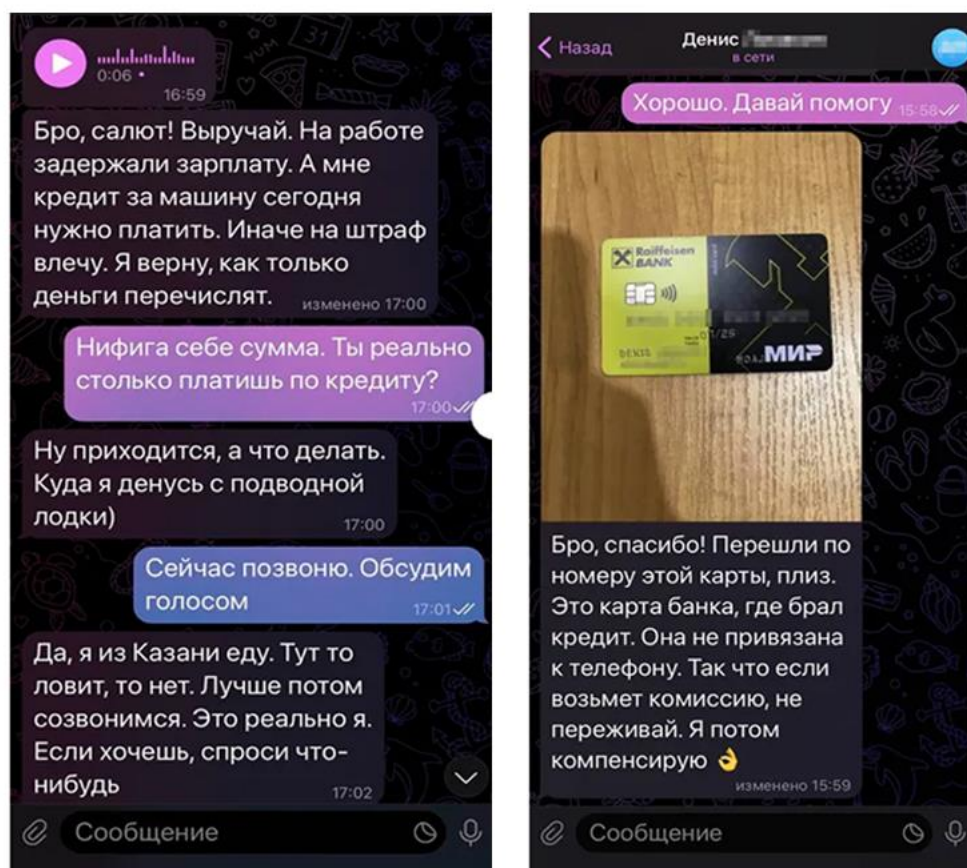 0:06
16:59
Бро, салют! Выручай. На работе
задержали зарплату. А мне
кредит за машину сегодня
нужно платить. Иначе на штраф
влечу. Я верну, как только
деньги перечислят. изменено 17:00
Нифига себе сумма. Ты реально
столько платишь по кредиту?
17:00
Ну приходится, а что делать.
Куда я денусь с подводной
лодки) 17:00
Сейчас позвоню. Обсудим
голосом 17:01
Да, я из Казани еду. Тут то
ловит, то нет. Лучше потом
созвонимся. Это реально я.
Если хочешь, спроси что-
нибудь 17:02
Сообщение
Назад
Денис
в сети
Хорошо. Давай помогу 15:58
Raiffeisen
BANK
DENIS
МИР
Бро, спасибо! Перешли по
номеру этой карты, плиз.
Это карта банка, где брал
кредит. Она не привязана
к телефону. Так что если
возьмет комиссию, не
переживай. Я потом
компенсирую
изменено 15:59
Сообщение